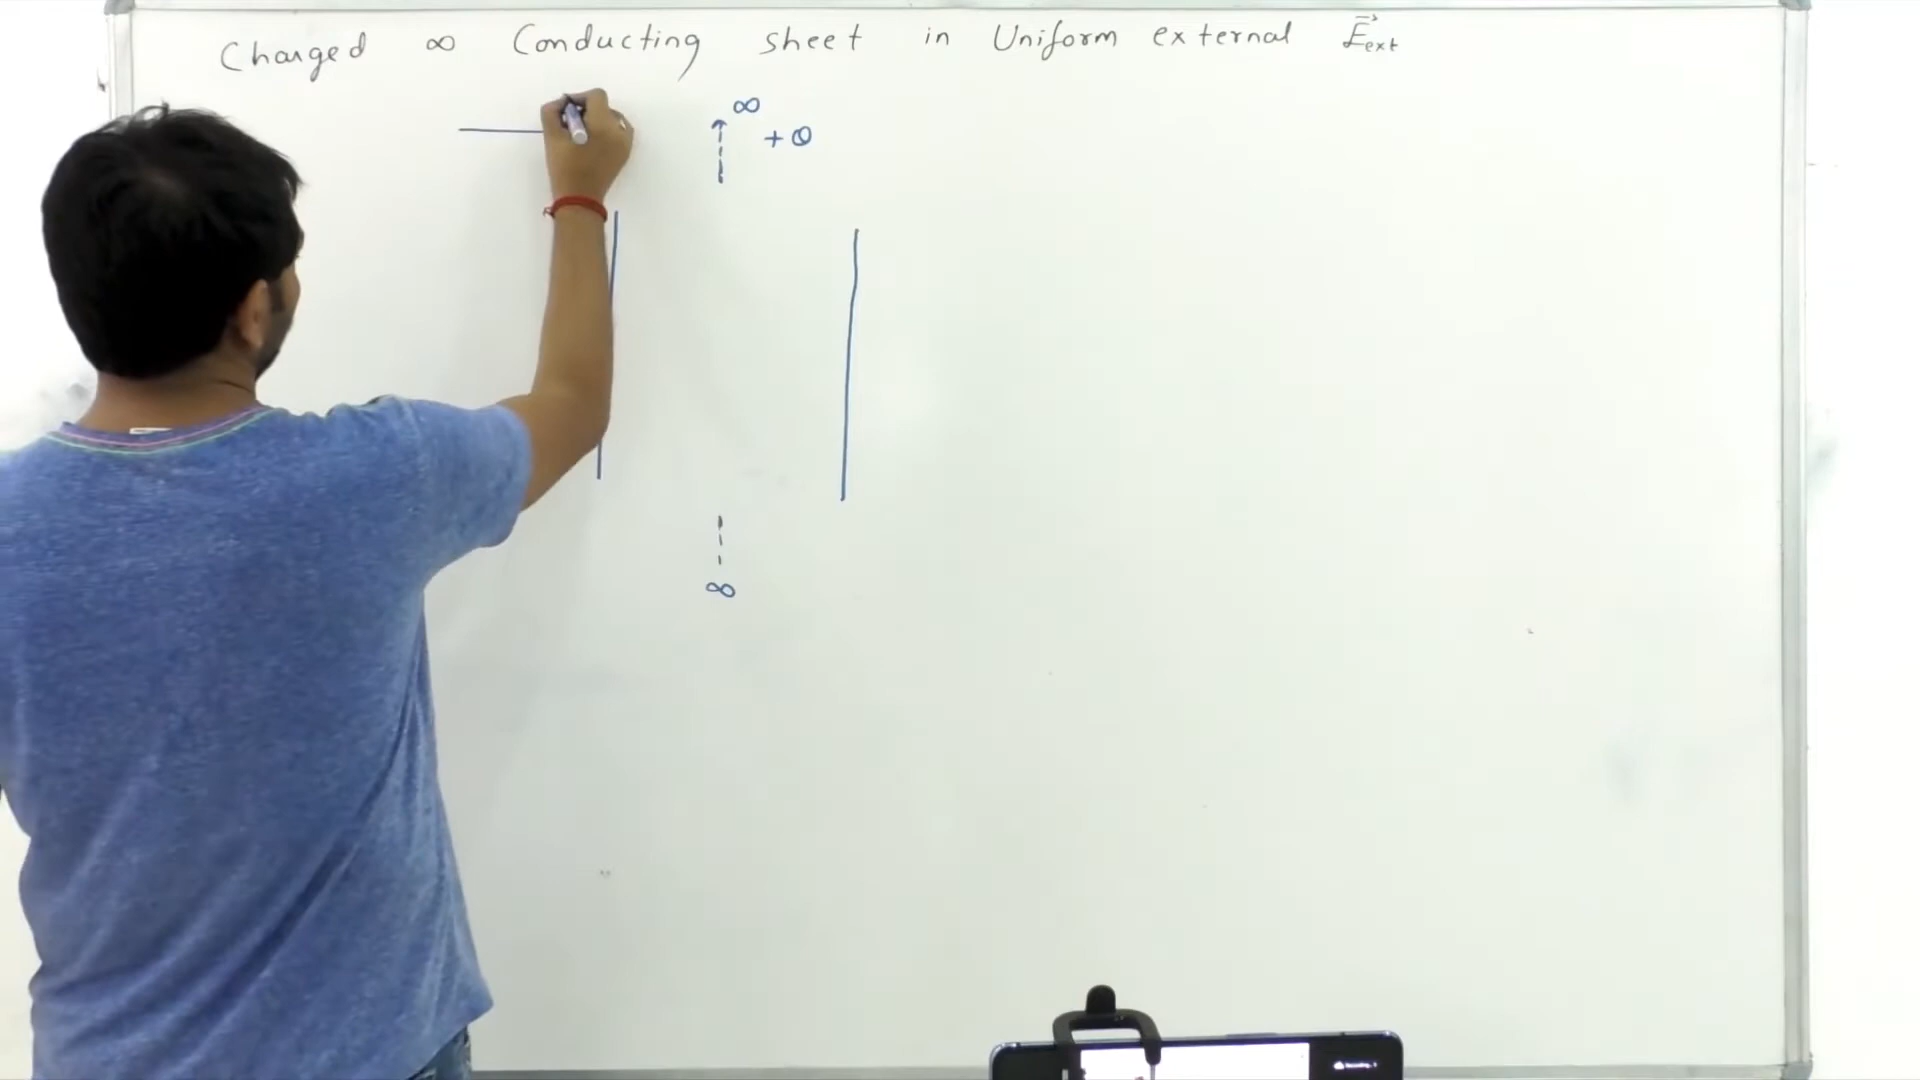 Charged ∞ Conducting sheet in Uniform external E⃗ext
∞
+Q
∞